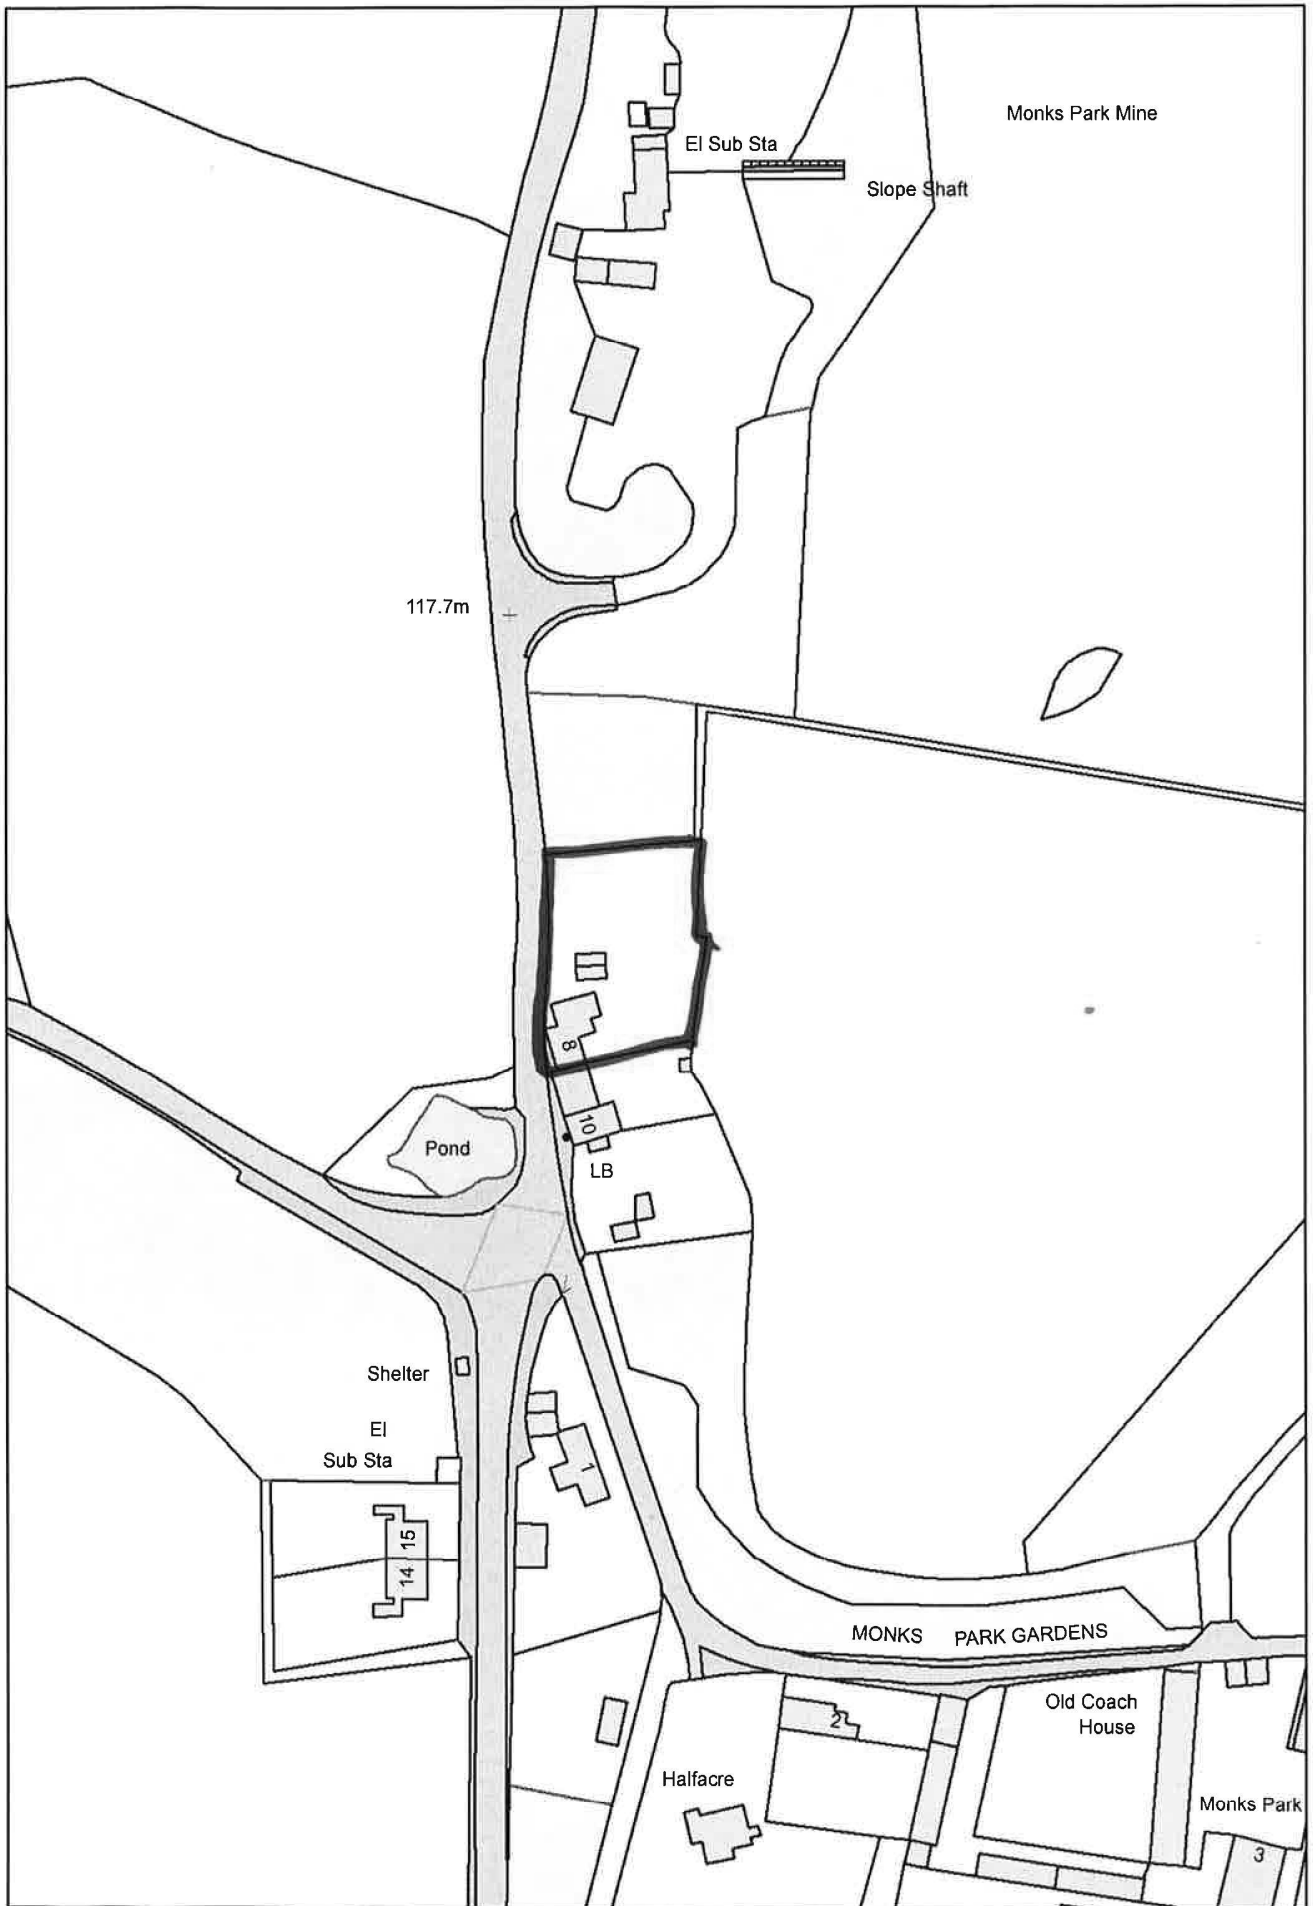 Monks Park Mine
El Sub Sta
Slope Shaft
117.7m
8
10
Pond
LB
Shelter
El
Sub Sta
1
15
14
MONKS PARK GARDENS
Old Coach
House
2
Halfacre
Monks Park
3